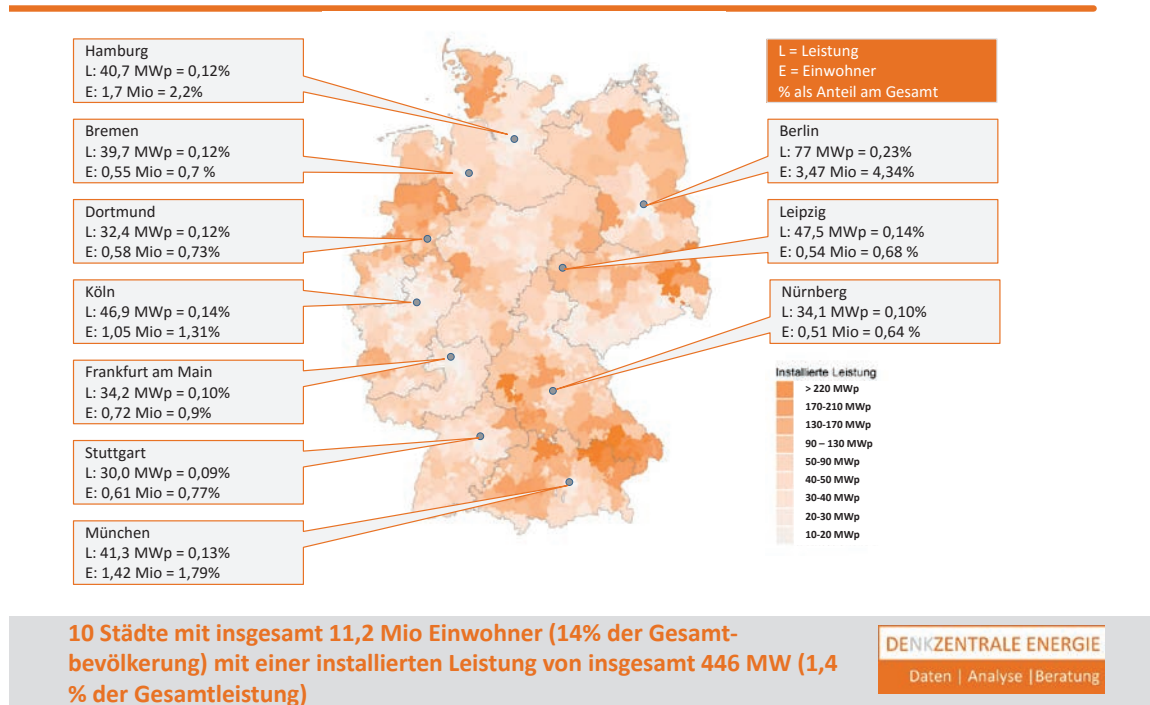 Hamburg
L: 40,7 MWp = 0,12%
E: 1,7 Mio = 2,2%
Bremen
L: 39,7 MWp = 0,12%
E: 0,55 Mio = 0,7 %
Dortmund
L: 32,4 MWp = 0,12%
E: 0,58 Mio = 0,73%
Köln
L: 46,9 MWp = 0,14%
E: 1,05 Mio = 1,31%
Frankfurt am Main
L: 34,2 MWp = 0,10%
E: 0,72 Mio = 0,9%
Stuttgart
L: 30,0 MWp = 0,09%
E: 0,61 Mio = 0,77%
München
L: 41,3 MWp = 0,13%
E: 1,42 Mio = 1,79%
L = Leistung
E = Einwohner
% als Anteil am Gesamt
Berlin
L: 77 MWp = 0,23%
E: 3,47 Mio = 4,34%
Leipzig
L: 47,5 MWp = 0,14%
E: 0,54 Mio = 0,68 %
Nürnberg
L: 34,1 MWp = 0,10%
E: 0,51 Mio = 0,64 %
Installierte Leistung
> 220 MWp
170-210 MWp
130-170 MWp
90 – 130 MWp
50-90 MWp
40-50 MWp
30-40 MWp
20-30 MWp
10-20 MWp
10 Städte mit insgesamt 11,2 Mio Einwohner (14% der Gesamt-
bevölkerung) mit einer installierten Leistung von insgesamt 446 MW (1,4
% der Gesamtleistung)
DENKZENTRALE ENERGIE
Daten | Analyse |Beratung